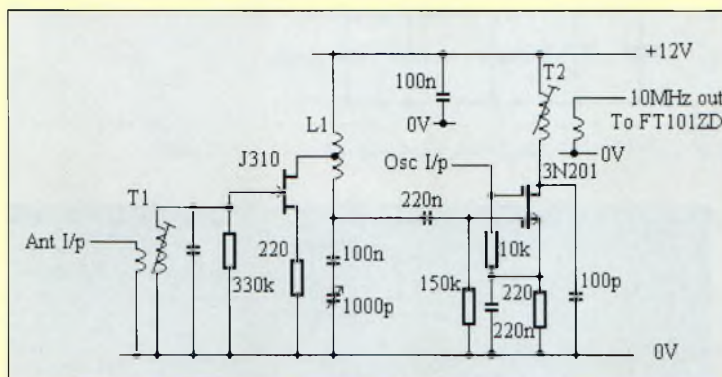 +12V
T2
100n
L1
10MHz out
To FT101ZD
0V
0V
J310
Osc I/p
3N201
T1
220n
Ant I/p
220
10k
100n
330k
150k
220
100p
1000p
220n
0V